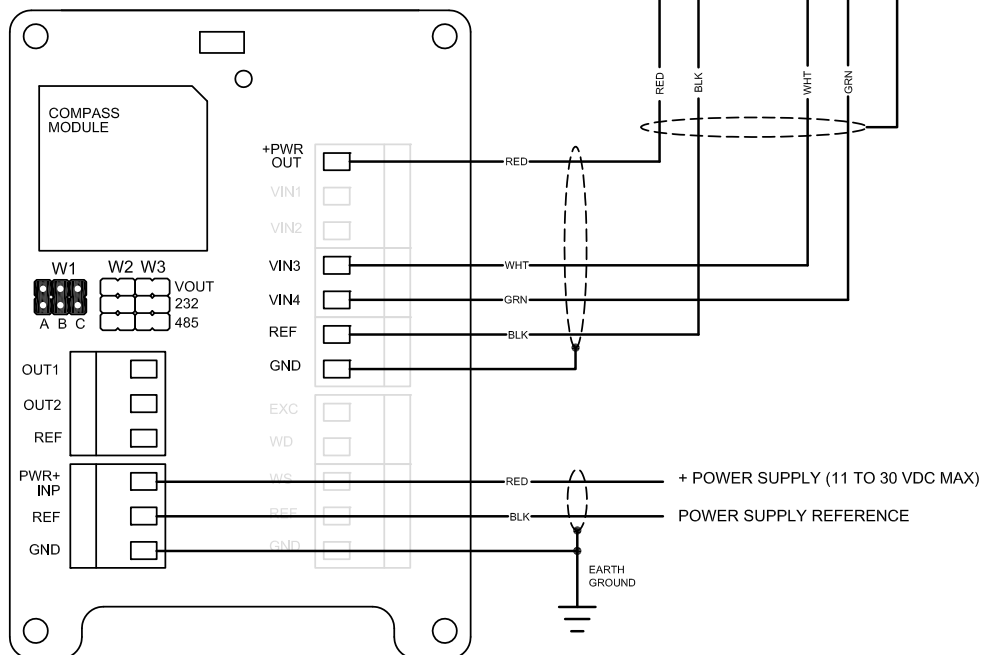 RED
BLK
WHT
GRN
COMPASS
MODULE
+PWR
OUT
RED
VIN1
VIN2
VIN3
WHT
VIN4
GRN
REF
BLK
GND
W1
W2 W3
VOUT
232
485
A B C
OUT1
OUT2
REF
EXC
WD
PWR+
INP
WS
RED
+ POWER SUPPLY (11 TO 30 VDC MAX)
REF
REF
BLK
POWER SUPPLY REFERENCE
GND
GND
EARTH
GROUND